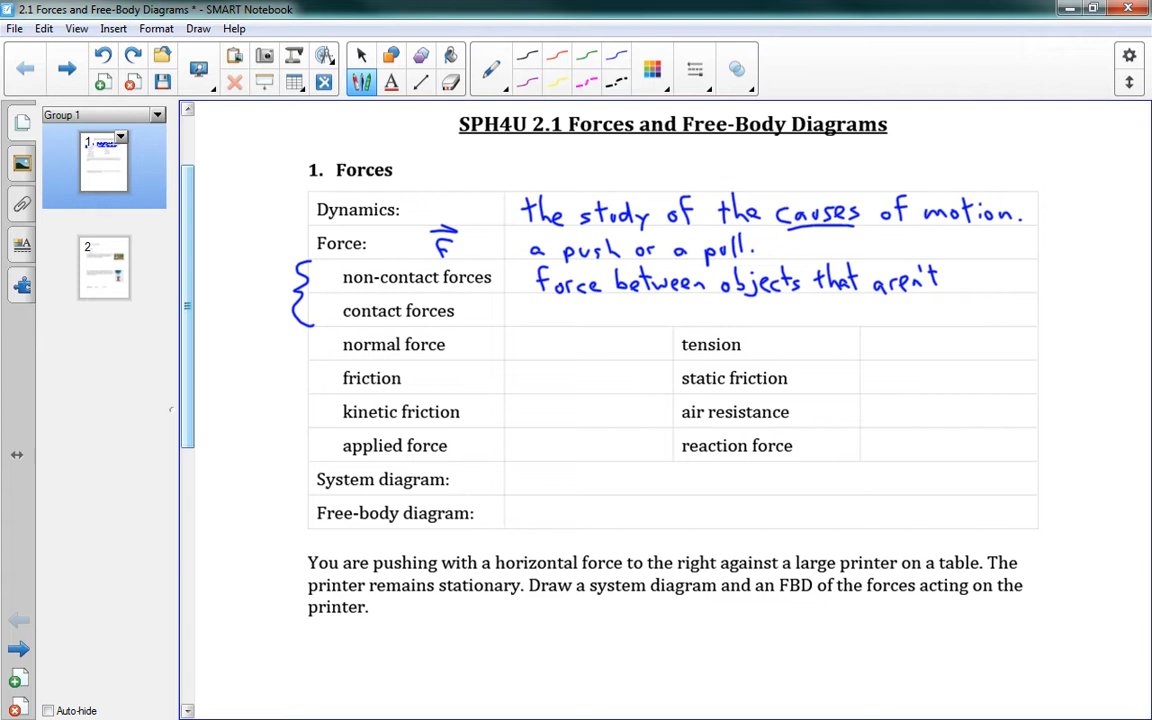 2.1 Forces and Free-Body Diagrams * - SMART Notebook
File Edit View Insert Format Draw Help
Group 1
1
2
Auto-hide
SPH4U 2.1 Forces and Free-Body Diagrams
1. Forces
Dynamics: the study of the causes of motion.
Force: F a push or a pull.
non-contact forces force between objects that aren't
contact forces
normal force tension
friction static friction
kinetic friction air resistance
applied force reaction force
System diagram:
Free-body diagram:
You are pushing with a horizontal force to the right against a large printer on a table. The
printer remains stationary. Draw a system diagram and an FBD of the forces acting on the
printer.